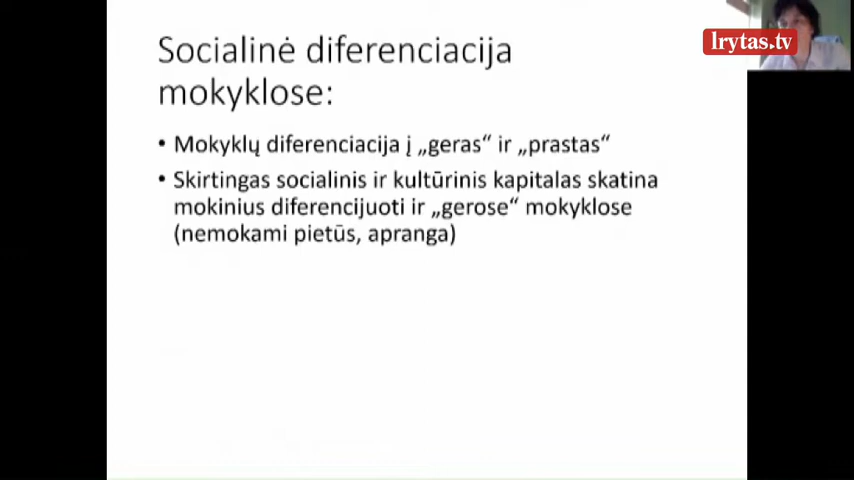 Socialinė diferenciacija
mokyklose:
lrytas.tv
• Mokyklų diferenciacija į „geras“ ir „prastas“
• Skirtingas socialinis ir kultūrinis kapitalas skatina
mokinius diferencijuoti ir „gerose“ mokyklose
(nemokami pietūs, apranga)